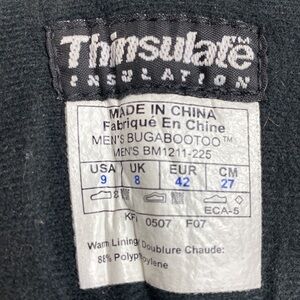 Thinsulate™
INSULATION
MADE IN CHINA
Fabriqué En Chine
MEN'S BUGABOOTOO™
MEN'S BM1211-225
USA UK EUR CM
9 8 42 27
ECA-5
KFI 0507 F07
Warm Lining/Doublure Chaude:
88% Polypropylene